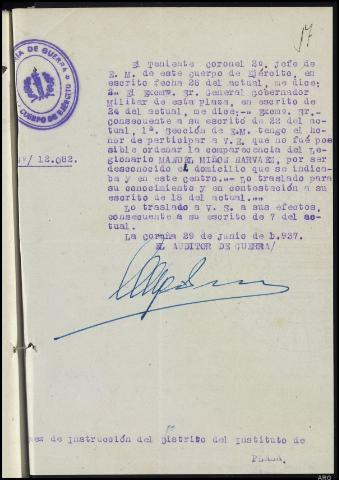 17
El Teniente coronel 2º. Jefe de
E. M. de este cuerpo de Ejército, en
escrito fecha 28 del actual, me dice;
El Excmo. Sr. General Gobernador
Militar de esta plaza, en escrito de
24 del actual, me dice;-- Excmo. Sr.-
consecuente a su escrito de 22 del ac-
tual, 1ª. Sección de E.M. tengo el ho-
nor de participar a V.E. que no fué pos
sible ordenar la comparecencia del Le-
gionario MANUEL NARVAEZ, por ser
desconocido el domicilio que se indica-
ba y en este centro.-- Lo traslado para
su conocimiento y en contestación a su
escrito de 18 del actual.--
Lo traslado a V. S. a sus efectos,
consecuente a su escrito de 7 del ac-
tual.
La Coruña 29 de junio de 1.937.
EL AUDITOR DE GUERRA/
DE GUERRA
CUERPO DE EJÉRCITO
/ 12.082.
ez de Instrucción del Distrito del Instituto de
PLAZA.